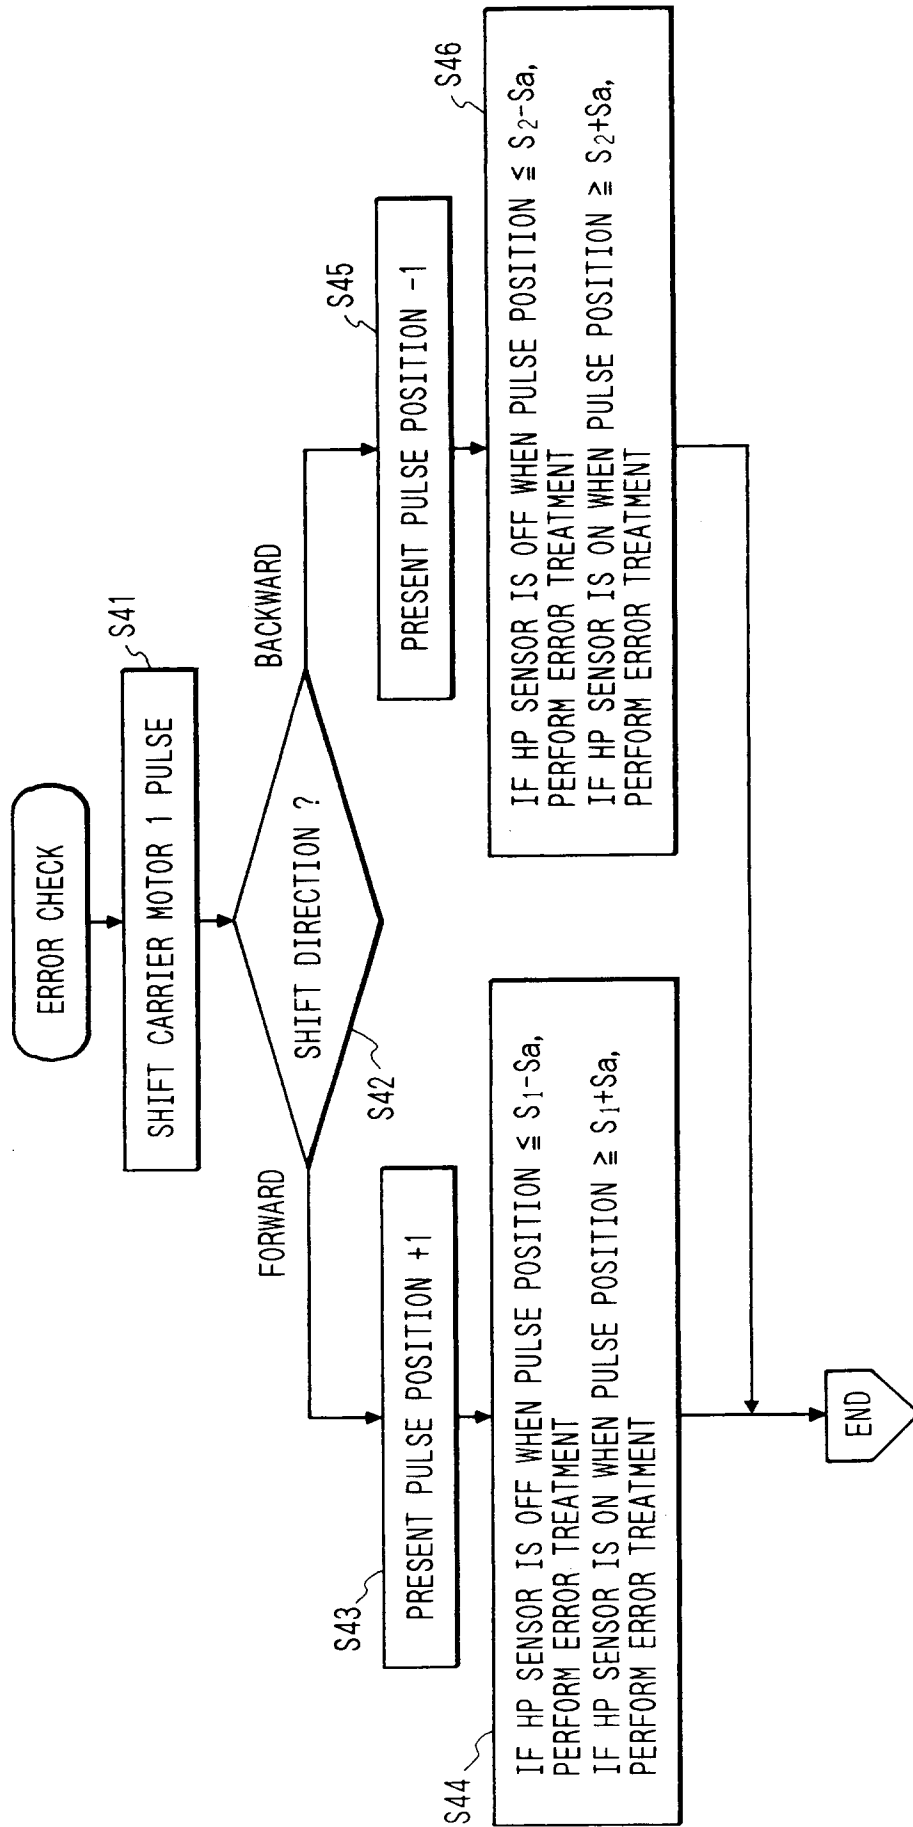 ERROR CHECK
SHIFT CARRIER MOTOR 1 PULSE
S41
SHIFT DIRECTION ?
S42
FORWARD
BACKWARD
S43
PRESENT PULSE POSITION +1
S45
PRESENT PULSE POSITION -1
S44
IF HP SENSOR IS OFF WHEN PULSE POSITION ≦ S1-Sa,
PERFORM ERROR TREATMENT
IF HP SENSOR IS ON WHEN PULSE POSITION ≧ S1+Sa,
PERFORM ERROR TREATMENT
S46
IF HP SENSOR IS OFF WHEN PULSE POSITION ≦ S2-Sa,
PERFORM ERROR TREATMENT
IF HP SENSOR IS ON WHEN PULSE POSITION ≧ S2+Sa,
PERFORM ERROR TREATMENT
END